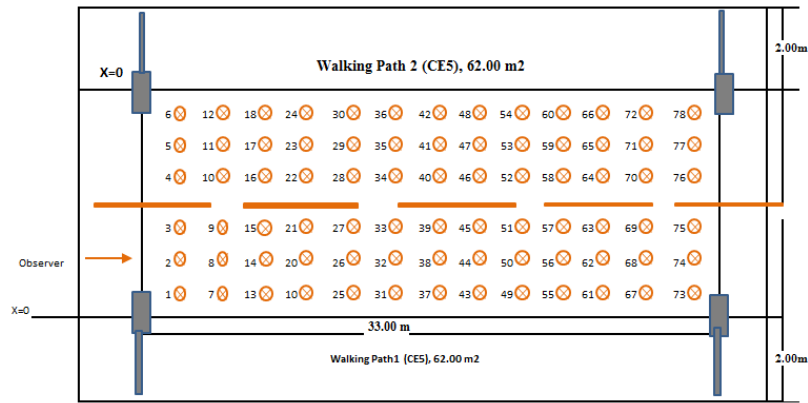 2.00m
Walking Path 2 (CE5), 62.00 m2
X=0
6 12 18 24 30 36 42 48 54 60 66 72 78
5 11 17 23 29 35 41 47 53 59 65 71 77
4 10 16 22 28 34 40 46 52 58 64 70 76
3 9 15 21 27 33 39 45 51 57 63 69 75
Observer
2 8 14 20 26 32 38 44 50 56 62 68 74
1 7 13 10 25 31 37 43 49 55 61 67 73
X=0
33.00 m
Walking Path1 (CE5), 62.00 m2
2.00m